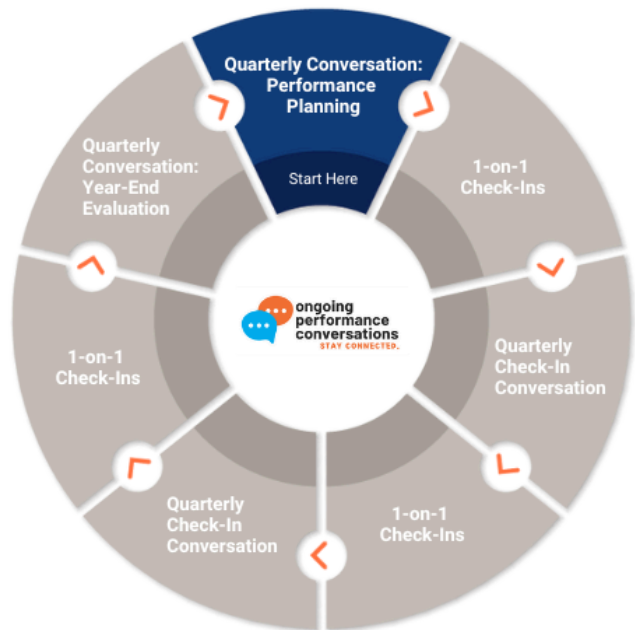 Quarterly Conversation:
Performance
Planning
Start Here
1-on-1
Check-Ins
Quarterly
Check-In
Conversation
1-on-1
Check-Ins
Quarterly
Check-In
Conversation
1-on-1
Check-Ins
Quarterly
Conversation:
Year-End
Evaluation
ongoing
performance
conversations
STAY CONNECTED.